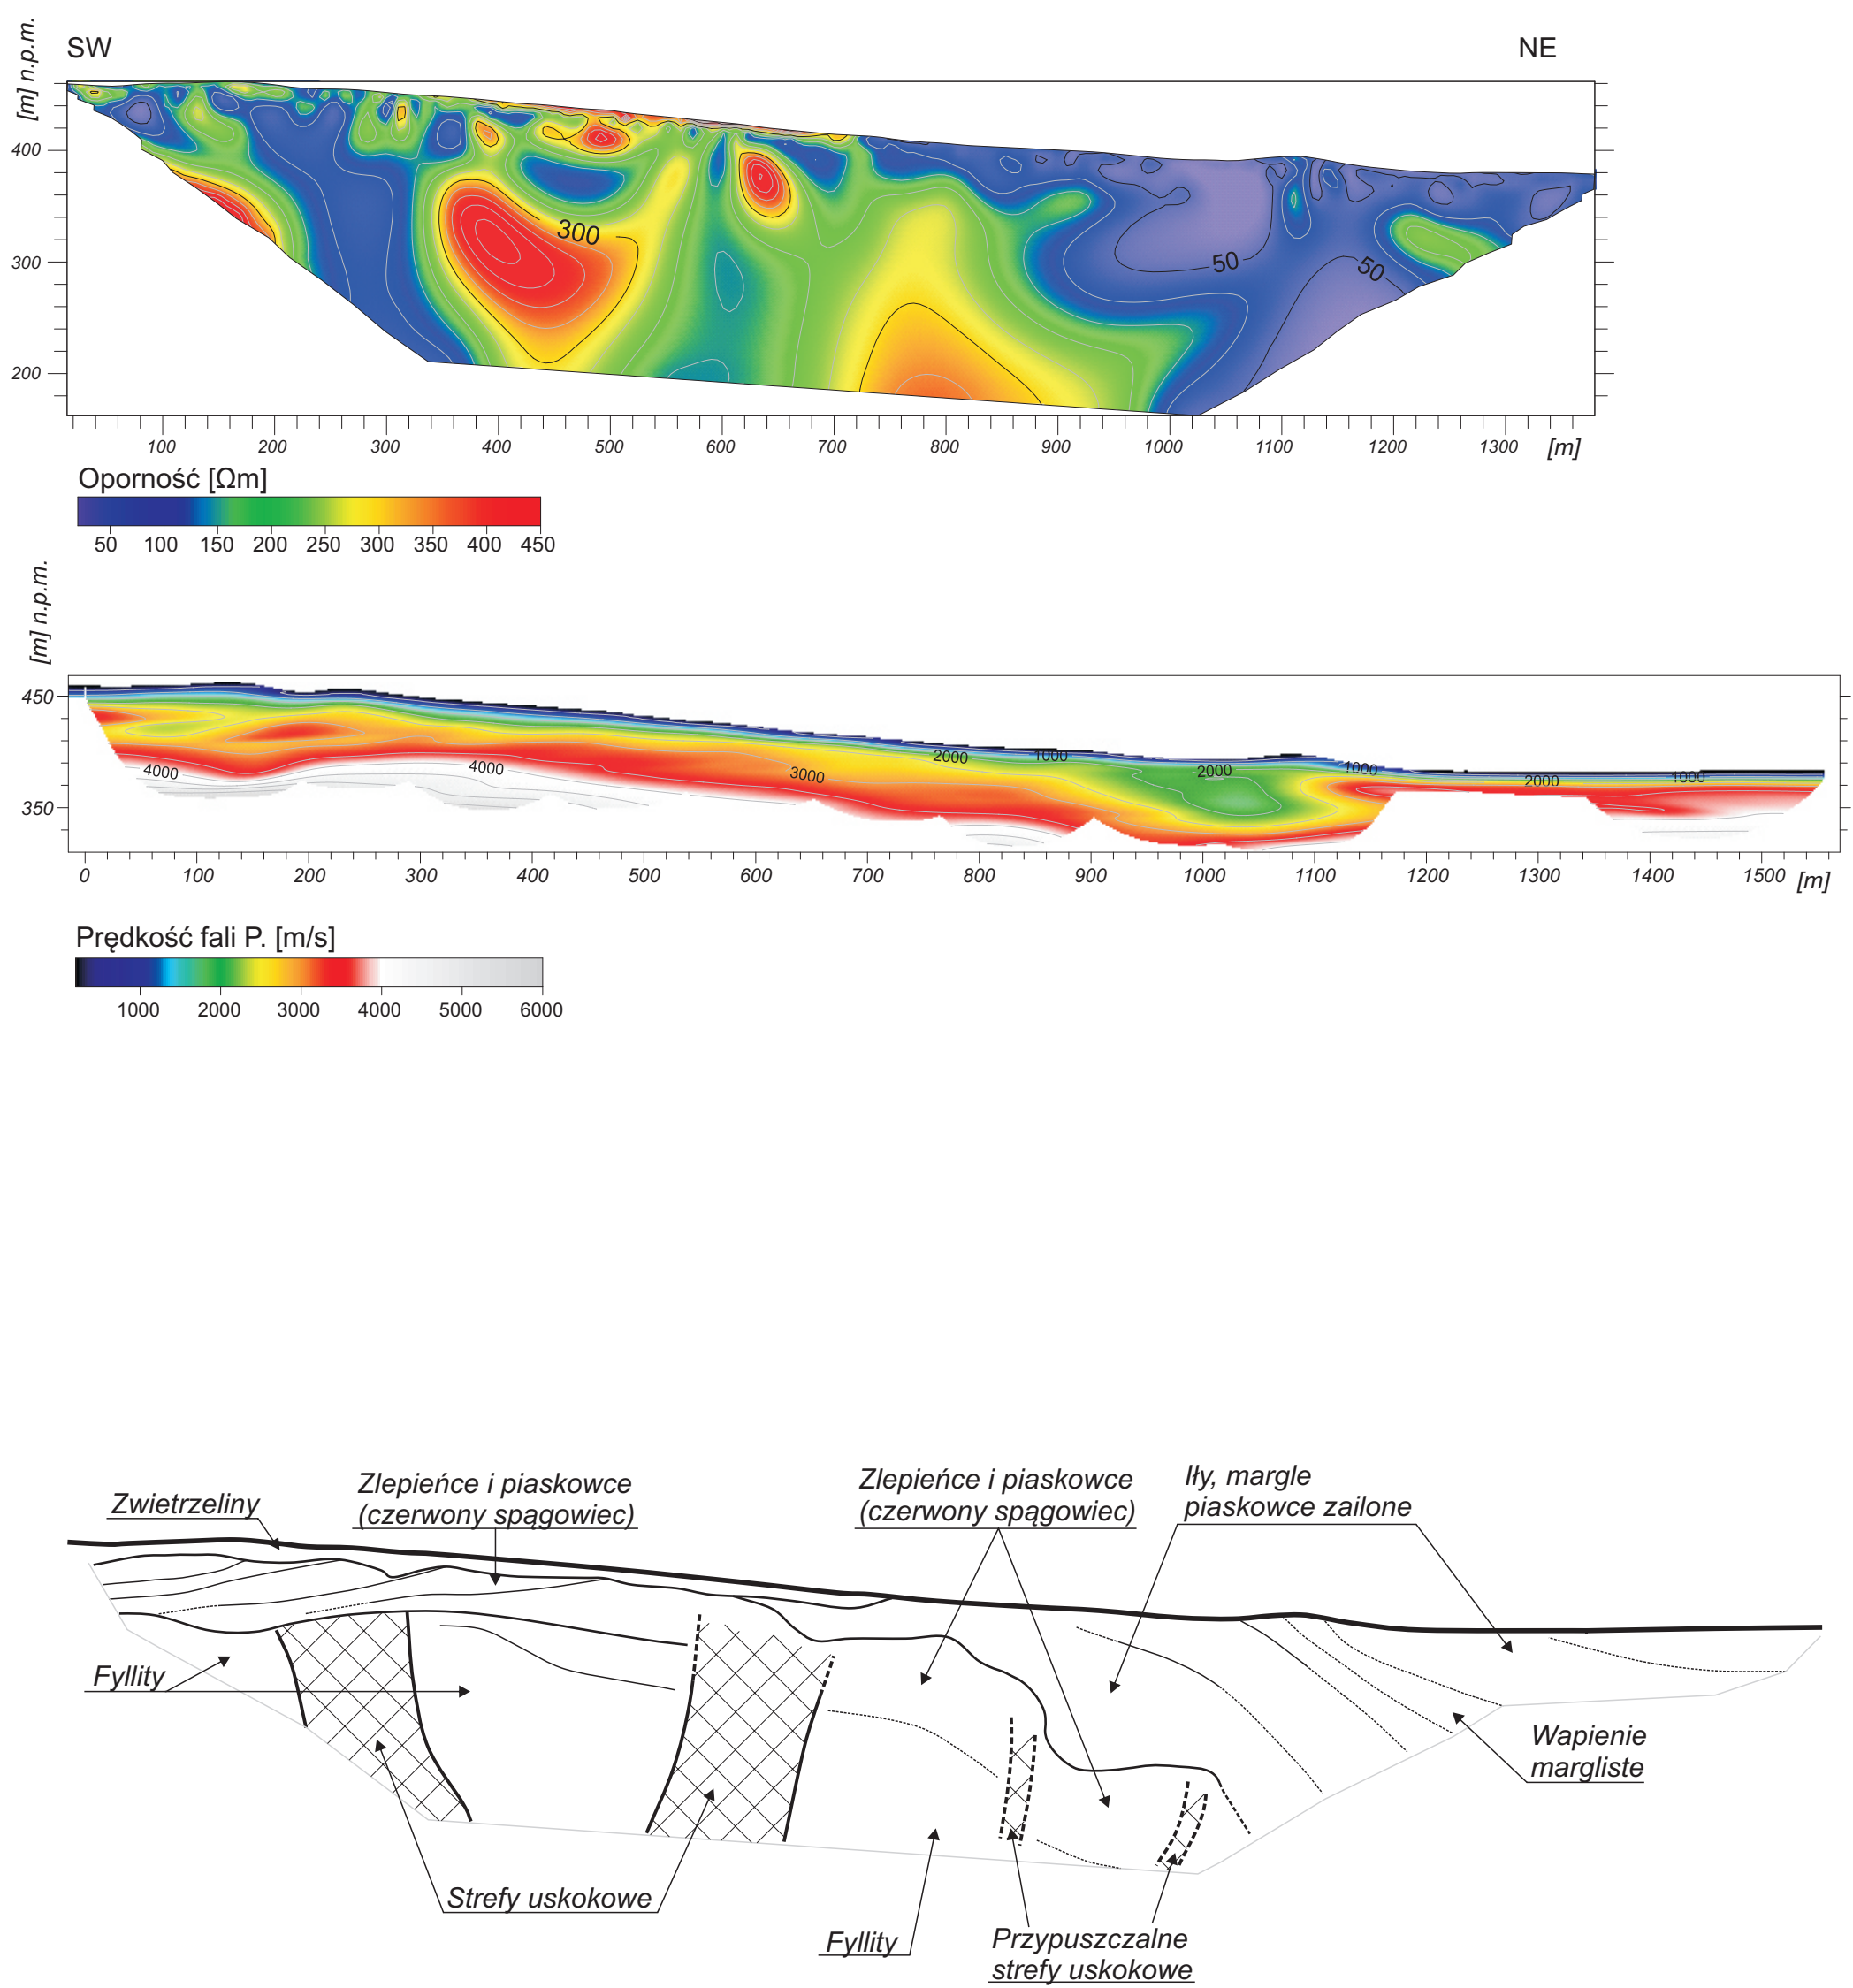 [m] n.p.m.
SW
NE
400
300
200
300
50
50
100
200
300
400
500
600
700
800
900
1000
1100
1200
1300
[m]
Oporność [Ωm]
50
100
150
200
250
300
350
400
450
[m] n.p.m.
450
350
4000
4000
3000
2000
1000
2000
1000
2000
1000
0
100
200
300
400
500
600
700
800
900
1000
1100
1200
1300
1400
1500
[m]
Prędkość fali P. [m/s]
1000
2000
3000
4000
5000
6000
Zwietrzeliny
Zlepieńce i piaskowce
(czerwony spągowiec)
Zlepieńce i piaskowce
(czerwony spągowiec)
Iły, margle
piaskowce zailone
Fyllity
Wapienie
margliste
Strefy uskokowe
Fyllity
Przypuszczalne
strefy uskokowe